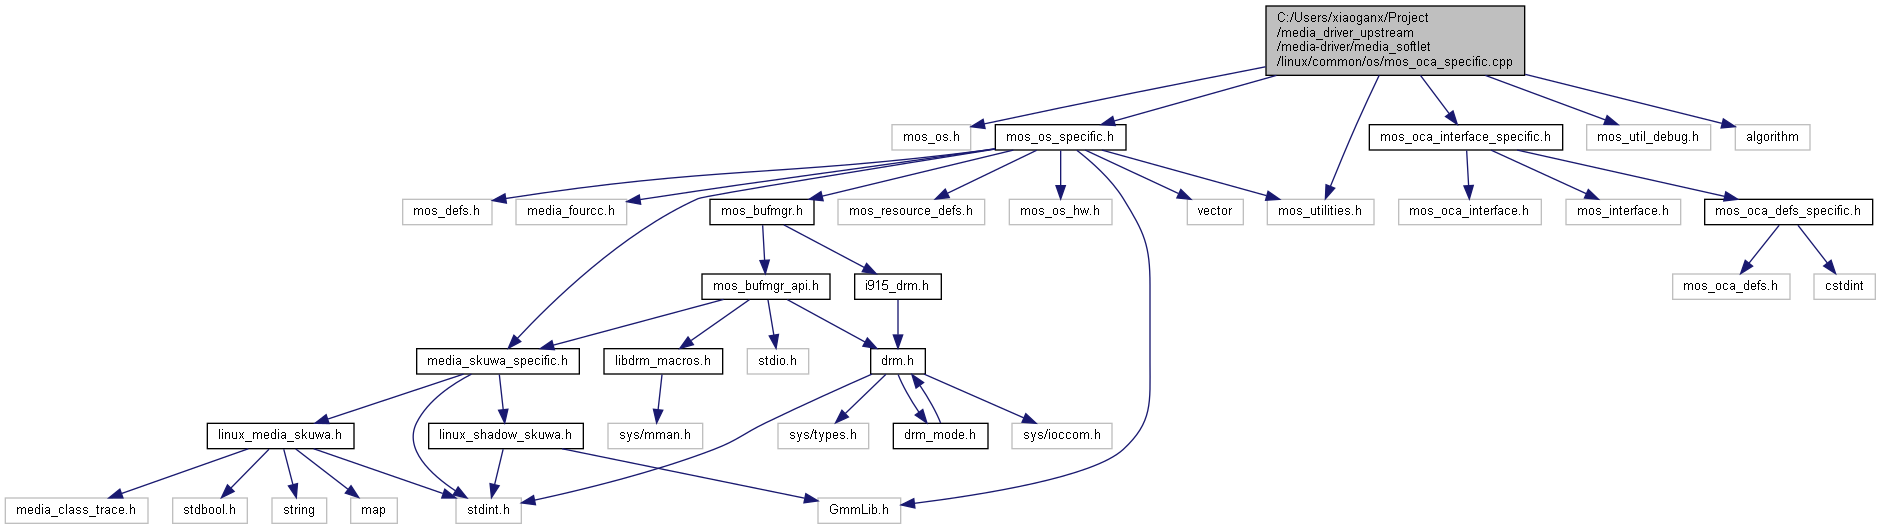 C:/Users/xiaoganx/Project
/media_driver_upstream
/media-driver/media_softlet
/linux/common/os/mos_oca_specific.cpp
mos_os.h
mos_os_specific.h
mos_oca_interface_specific.h
mos_util_debug.h
algorithm
mos_defs.h
media_fourcc.h
mos_bufmgr.h
mos_resource_defs.h
mos_os_hw.h
vector
mos_utilities.h
mos_oca_interface.h
mos_interface.h
mos_oca_defs_specific.h
mos_bufmgr_api.h
i915_drm.h
mos_oca_defs.h
cstdint
media_skuwa_specific.h
libdrm_macros.h
stdio.h
drm.h
linux_media_skuwa.h
linux_shadow_skuwa.h
sys/mman.h
sys/types.h
drm_mode.h
sys/ioccom.h
media_class_trace.h
stdbool.h
string
map
stdint.h
GmmLib.h